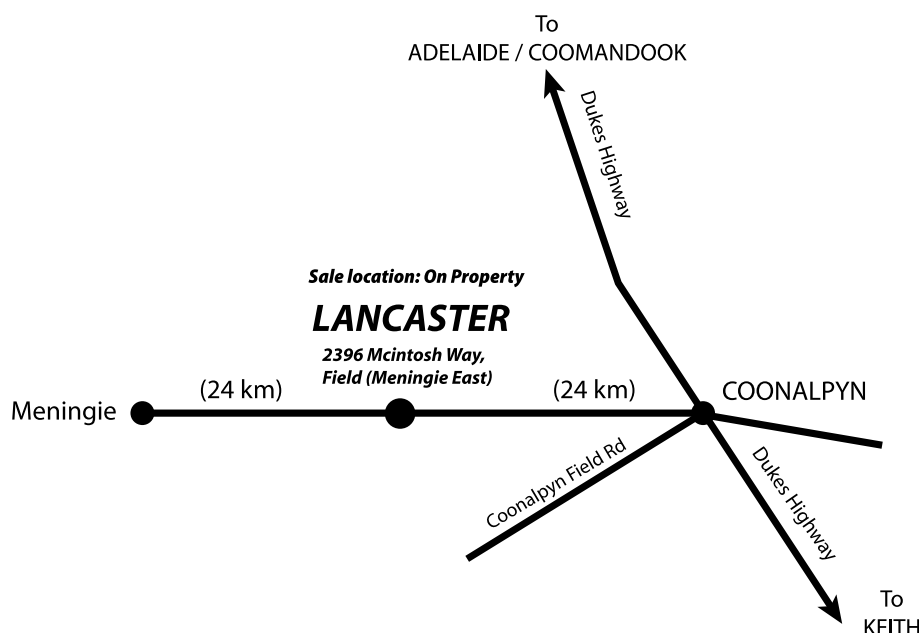 To
ADELAIDE / COOMANDOOK
Dukes Highway
Sale location: On Property
LANCASTER
2396 Mcintosh Way,
Field (Meningie East)
(24 km)
(24 km)
COONALPYN
Meningie
Coonalpyn Field Rd
Dukes Highway
To
KEITH